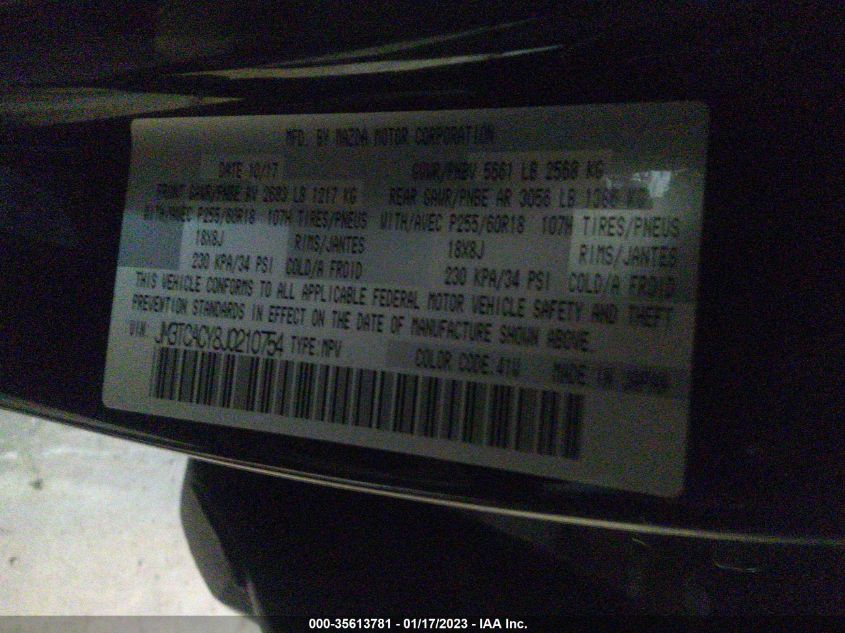 MFD. BY MAZDA MOTOR CORPORATION
DATE 10/17 GVWR/PNBV 5661 LB 2568 KG
FRONT GAWR/PNBE AV 2683 LB 1217 KG REAR GAWR/PNBE AR 3056 LB 1386 KG
WITH/AVEC P255/60R18 107H TIRES/PNEUS WITH/AVEC P255/60R18 107H TIRES/PNEUS
18X8J RIMS/JANTES 18X8J RIMS/JANTES
230 KPA/34 PSI COLD/A FROID 230 KPA/34 PSI COLD/A FROID
THIS VEHICLE CONFORMS TO ALL APPLICABLE FEDERAL MOTOR VEHICLE SAFETY AND THEFT
PREVENTION STANDARDS IN EFFECT ON THE DATE OF MANUFACTURE SHOWN ABOVE.
VIN: JM3TCACY8J0210754 TYPE:MPV COLOR CODE:41W MADE IN JAPAN
000-35613781 - 01/17/2023 - IAA Inc.